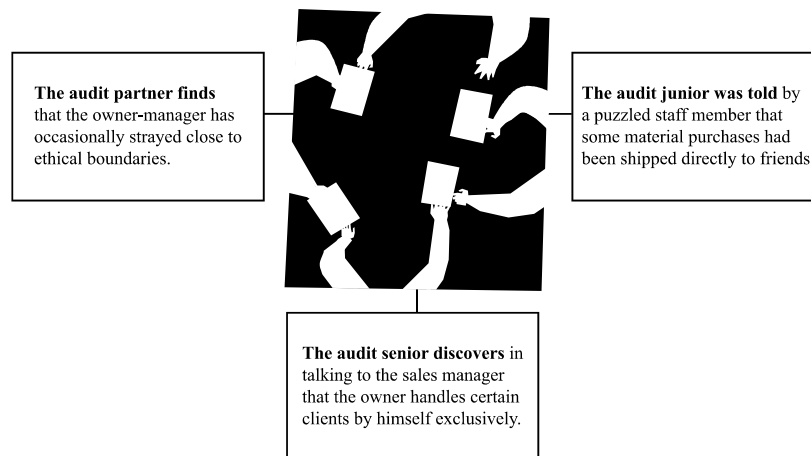 The audit partner finds
that the owner-manager has
occasionally strayed close to
ethical boundaries.
The audit junior was told by
a puzzled staff member that
some material purchases had
been shipped directly to friends
The audit senior discovers in
talking to the sales manager
that the owner handles certain
clients by himself exclusively.